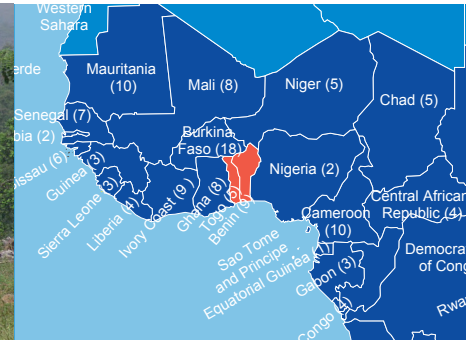 Western
Sahara
erde
Mauritania
(10)
Mali (8)
Niger (5)
Chad (5)
Senegal (7)
bia (2)
Burkina
Faso (18)
issau (6)
Guinea (3)
Sierra Leone (3)
Liberia (4)
Ivory Coast (9 )
Ghana (8)
Togo (5)
Benin
Nigeria (2)
Central African
Republic (4)
Cameroon
(10)
Sao Tome
and Principe
Equatorial Guinea (1)
Gabon (3)
Congo (4)
Democra
of Cong
Rwa